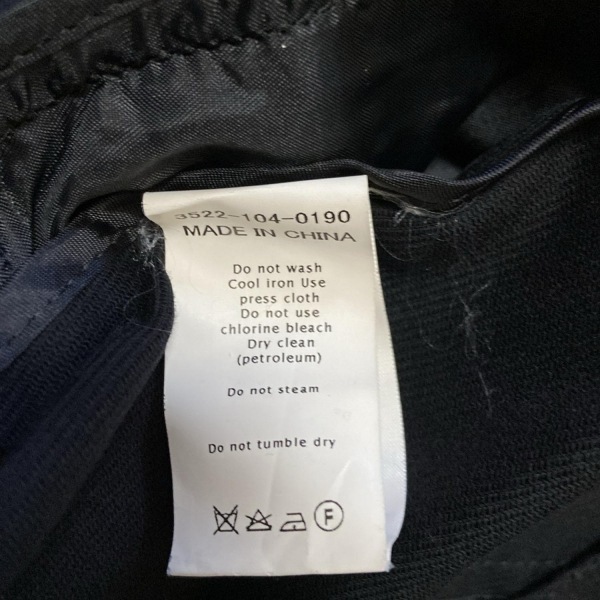 3522-104-0190
MADE IN CHINA
Do not wash
Cool iron Use
press cloth
Do not use
chlorine bleach
Dry clean
(petroleum)
Do not steam
Do not tumble dry
F